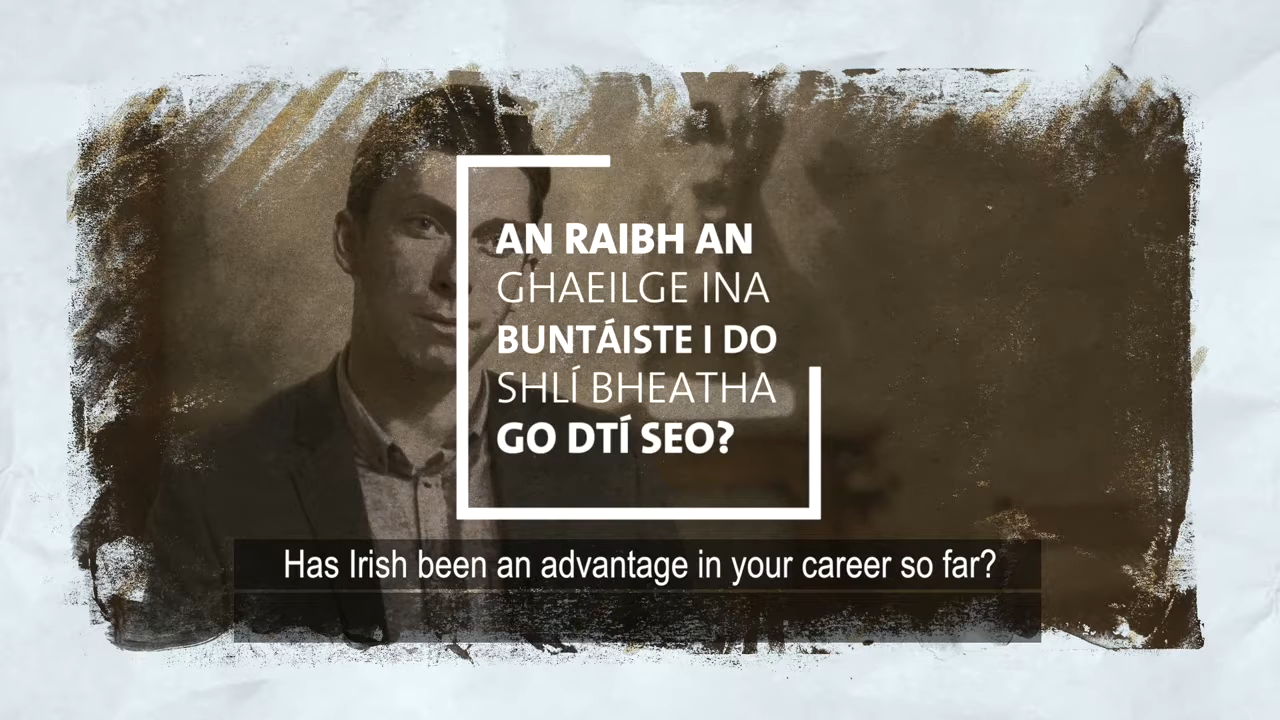 AN RAIBH AN
GHAEILGE INA
BUNTÁISTE I DO
SHLÍ BHEATHA
GO DTÍ SEO?
Has Irish been an advantage in your career so far?